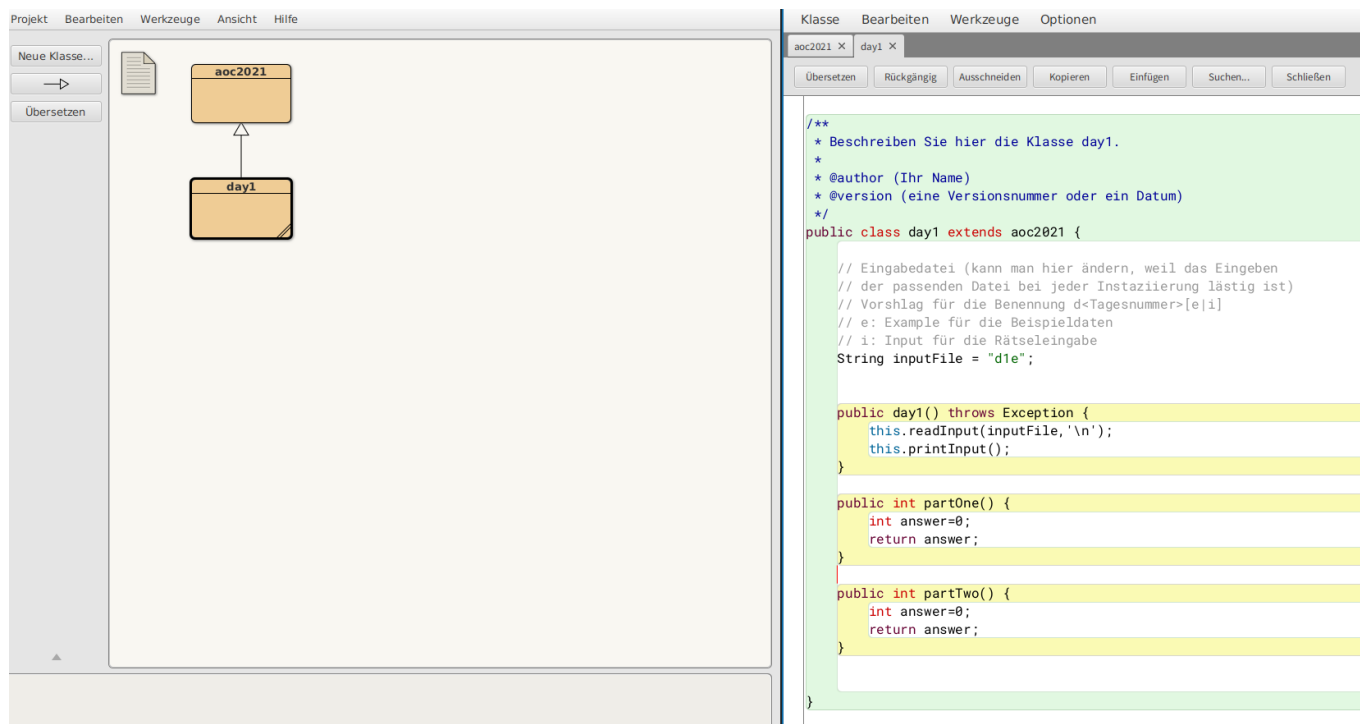 Projekt Bearbeiten Werkzeuge Ansicht Hilfe
Neue Klasse...
Übersetzen
aoc2021
day1
Klasse Bearbeiten Werkzeuge Optionen
aoc2021 × day1 ×
Übersetzen Rückgängig Ausschneiden Kopieren Einfügen Suchen... Schließen
/**
 * Beschreiben Sie hier die Klasse day1.
 *
 * @author (Ihr Name)
 * @version (eine Versionsnummer oder ein Datum)
 */
public class day1 extends aoc2021 {
// Eingabedatei (kann man hier ändern, weil das Eingeben
// der passenden Datei bei jeder Instaziierung lästig ist)
// Vorshlag für die Benennung d<Tagesnummer>[e|i]
// e: Example für die Beispieldaten
// i: Input für die Rätseleingabe
String inputFile = "d1e";
public day1() throws Exception {
this.readInput(inputFile,'\n');
this.printInput();
}
public int partOne() {
int answer=0;
return answer;
}
public int partTwo() {
int answer=0;
return answer;
}
}